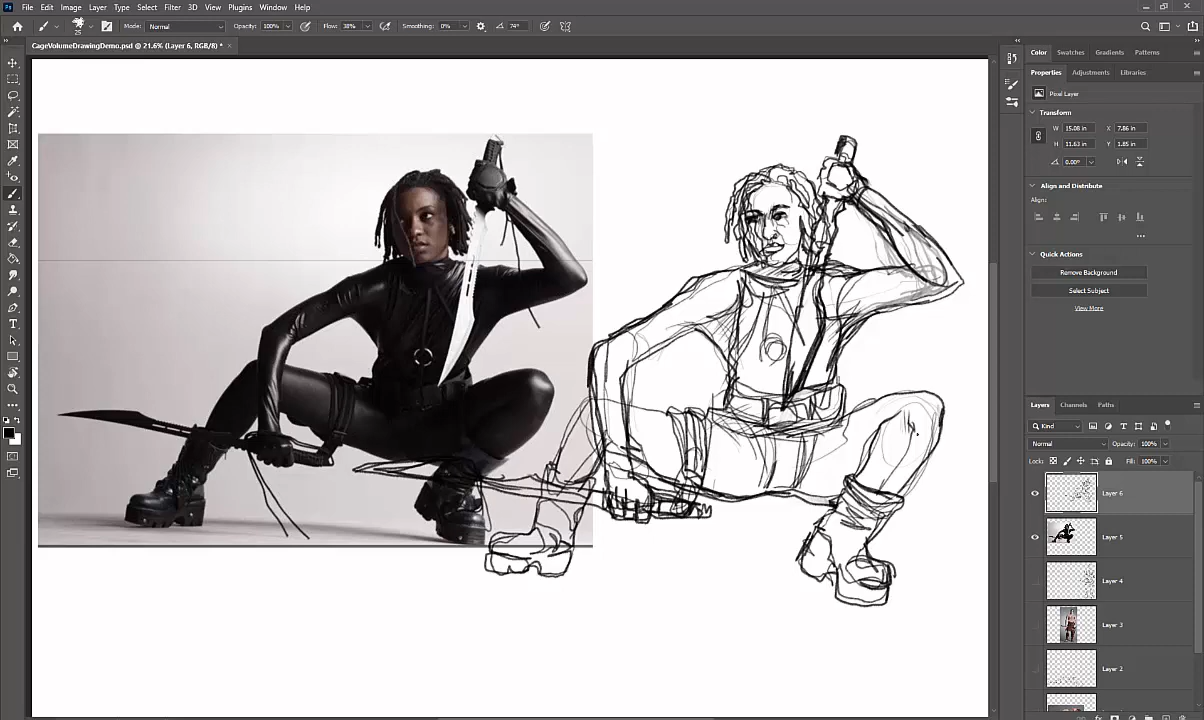 File Edit Image Layer Type Select Filter 3D View Plugins Window Help
25 Mode: Normal Opacity: 100% Flow: 38% Smoothing: 0% 74°
CageVolumeDrawingDemo.psd @ 21.6% (Layer 6, RGB/8) * ×
Color Swatches Gradients Patterns
Properties Adjustments Libraries
Pixel Layer
Transform
W 15.08 in X 7.86 in
H 11.63 in Y 1.85 in
0.00°
Align and Distribute
Align:
Quick Actions
Remove Background
Select Subject
View More
Layers Channels Paths
Kind
Normal Opacity: 100%
Lock: Fill: 100%
Layer 6
Layer 5
Layer 4
Layer 3
Layer 2